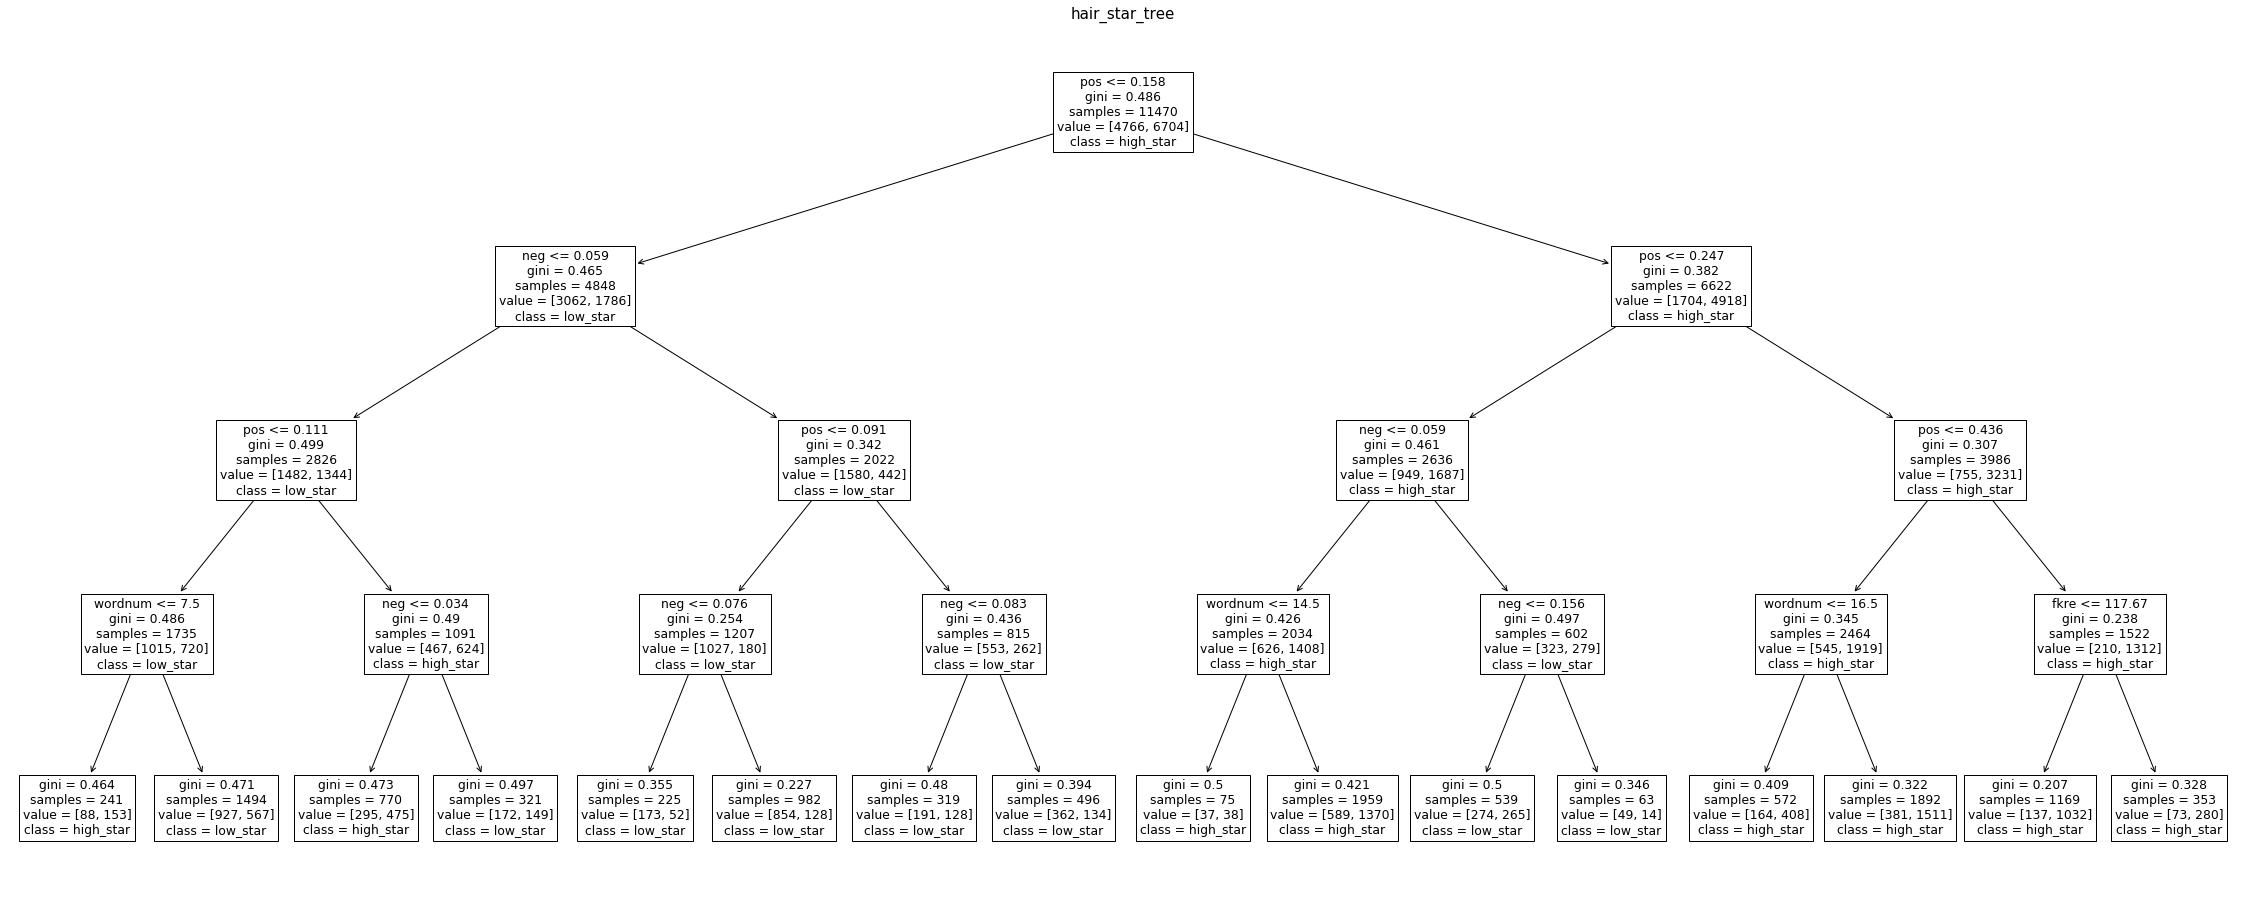 hair_star_tree
pos <= 0.158
gini = 0.486
samples = 11470
value = [4766, 6704]
class = high_star
neg <= 0.059
gini = 0.465
samples = 4848
value = [3062, 1786]
class = low_star
pos <= 0.247
gini = 0.382
samples = 6622
value = [1704, 4918]
class = high_star
pos <= 0.111
gini = 0.499
samples = 2826
value = [1482, 1344]
class = low_star
pos <= 0.091
gini = 0.342
samples = 2022
value = [1580, 442]
class = low_star
neg <= 0.059
gini = 0.461
samples = 2636
value = [949, 1687]
class = high_star
pos <= 0.436
gini = 0.307
samples = 3986
value = [755, 3231]
class = high_star
wordnum <= 7.5
gini = 0.486
samples = 1735
value = [1015, 720]
class = low_star
neg <= 0.034
gini = 0.49
samples = 1091
value = [467, 624]
class = high_star
neg <= 0.076
gini = 0.254
samples = 1207
value = [1027, 180]
class = low_star
neg <= 0.083
gini = 0.436
samples = 815
value = [553, 262]
class = low_star
wordnum <= 14.5
gini = 0.426
samples = 2034
value = [626, 1408]
class = high_star
neg <= 0.156
gini = 0.497
samples = 602
value = [323, 279]
class = low_star
wordnum <= 16.5
gini = 0.345
samples = 2464
value = [545, 1919]
class = high_star
fkre <= 117.67
gini = 0.238
samples = 1522
value = [210, 1312]
class = high_star
gini = 0.464
samples = 241
value = [88, 153]
class = high_star
gini = 0.471
samples = 1494
value = [927, 567]
class = low_star
gini = 0.473
samples = 770
value = [295, 475]
class = high_star
gini = 0.497
samples = 321
value = [172, 149]
class = low_star
gini = 0.355
samples = 225
value = [173, 52]
class = low_star
gini = 0.227
samples = 982
value = [854, 128]
class = low_star
gini = 0.48
samples = 319
value = [191, 128]
class = low_star
gini = 0.394
samples = 496
value = [362, 134]
class = low_star
gini = 0.5
samples = 75
value = [37, 38]
class = high_star
gini = 0.421
samples = 1959
value = [589, 1370]
class = high_star
gini = 0.5
samples = 539
value = [274, 265]
class = low_star
gini = 0.346
samples = 63
value = [49, 14]
class = low_star
gini = 0.409
samples = 572
value = [164, 408]
class = high_star
gini = 0.322
samples = 1892
value = [381, 1511]
class = high_star
gini = 0.207
samples = 1169
value = [137, 1032]
class = high_star
gini = 0.328
samples = 353
value = [73, 280]
class = high_star